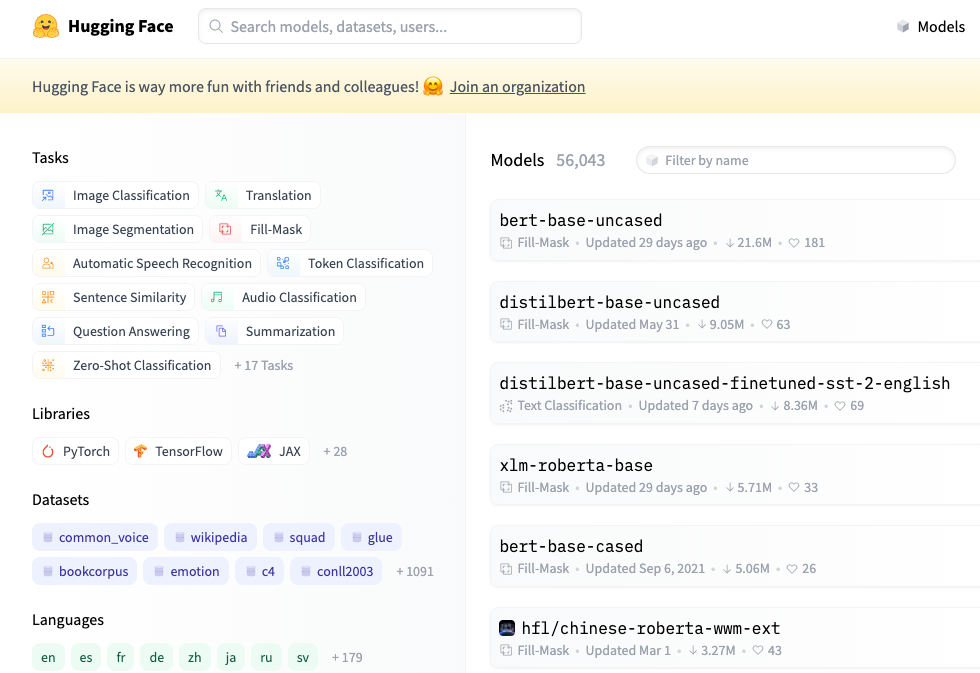 Hugging Face
Search models, datasets, users...
Models
Hugging Face is way more fun with friends and colleagues! 🤗 Join an organization
Tasks
Image Classification
Translation
Image Segmentation
Fill-Mask
Automatic Speech Recognition
Token Classification
Sentence Similarity
Audio Classification
Question Answering
Summarization
Zero-Shot Classification
+ 17 Tasks
Libraries
PyTorch
TensorFlow
JAX
+ 28
Datasets
common_voice
wikipedia
squad
glue
bookcorpus
emotion
c4
conll2003
+ 1091
Languages
en
es
fr
de
zh
ja
ru
sv
+ 179
Models 56,043
Filter by name
bert-base-uncased
Fill-Mask • Updated 29 days ago • ↓ 21.6M • ♡ 181
distilbert-base-uncased
Fill-Mask • Updated May 31 • ↓ 9.05M • ♡ 63
distilbert-base-uncased-finetuned-sst-2-english
Text Classification • Updated 7 days ago • ↓ 8.36M • ♡ 69
xlm-roberta-base
Fill-Mask • Updated 29 days ago • ↓ 5.71M • ♡ 33
bert-base-cased
Fill-Mask • Updated Sep 6, 2021 • ↓ 5.06M • ♡ 26
hfl/chinese-roberta-wwm-ext
Fill-Mask • Updated Mar 1 • ↓ 3.27M • ♡ 43